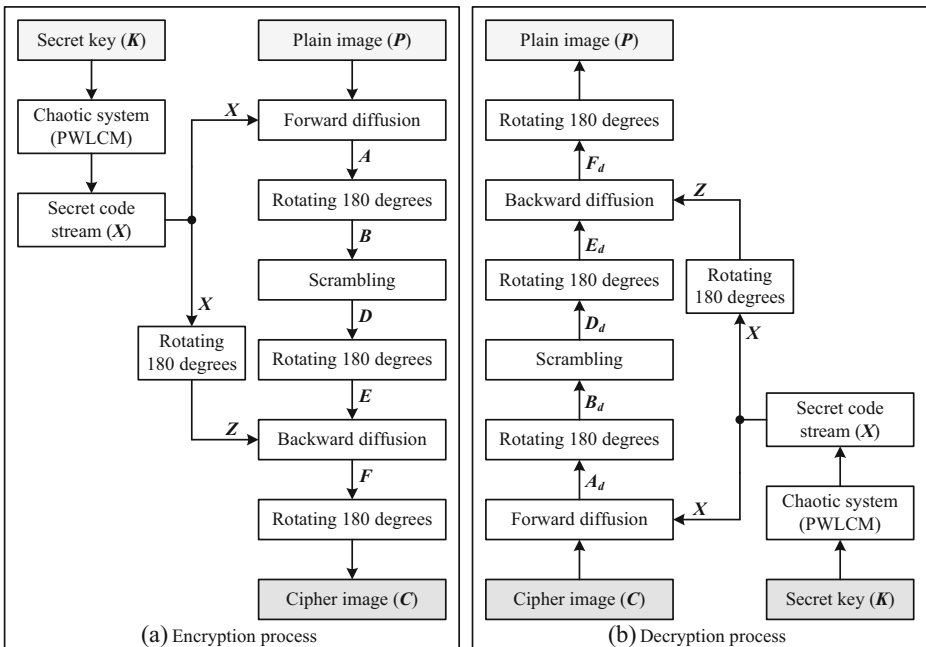 Secret key (K)
Chaotic system
(PWLCM)
Secret code
stream (X)
X
X
Rotating
180 degrees
Z
Plain image (P)
Forward diffusion
A
Rotating 180 degrees
B
Scrambling
D
Rotating 180 degrees
E
Backward diffusion
F
Rotating 180 degrees
Cipher image (C)
(a) Encryption process
Plain image (P)
Rotating 180 degrees
F_d
Backward diffusion
E_d
Rotating 180 degrees
D_d
Scrambling
B_d
Rotating 180 degrees
A_d
Forward diffusion
Cipher image (C)
Z
Rotating
180 degrees
X
Secret code
stream (X)
X
Chaotic system
(PWLCM)
Secret key (K)
(b) Decryption process